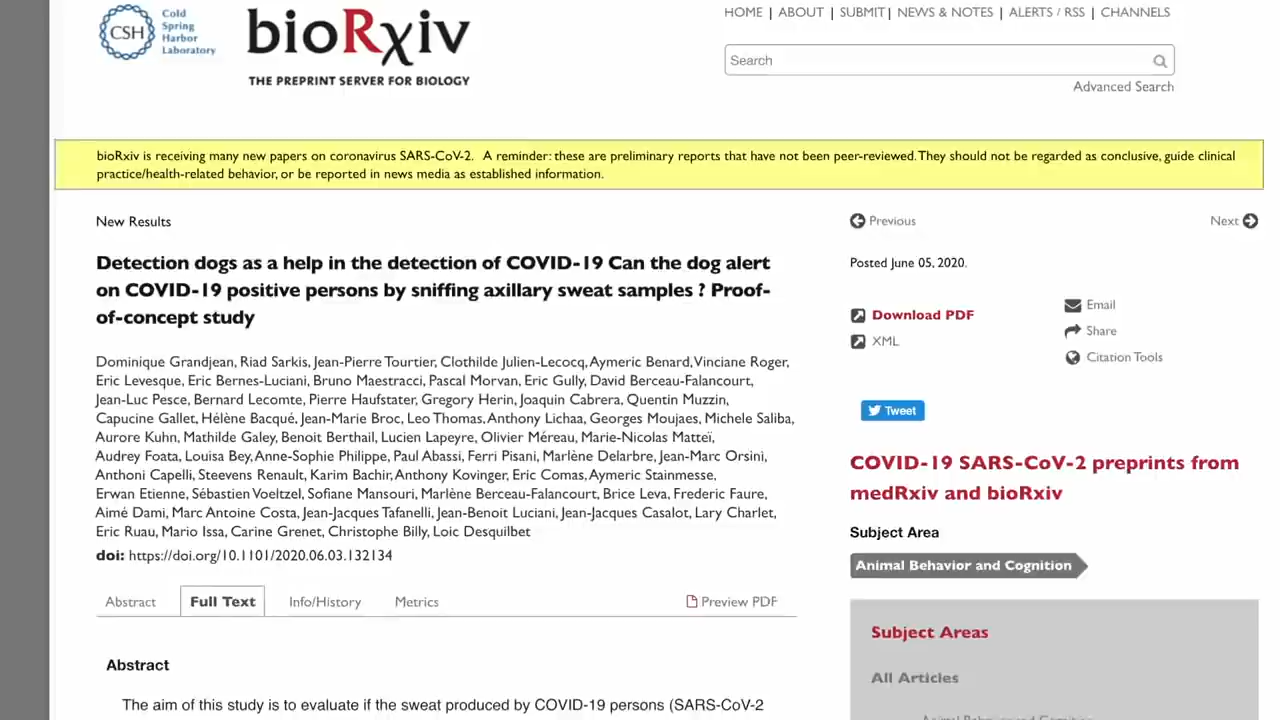 Cold
Spring
Harbor
Laboratory
CSH
bioRxiv
THE PREPRINT SERVER FOR BIOLOGY
HOME | ABOUT | SUBMIT | NEWS & NOTES | ALERTS / RSS | CHANNELS
Search
Advanced Search
bioRxiv is receiving many new papers on coronavirus SARS-CoV-2. A reminder: these are preliminary reports that have not been peer-reviewed. They should not be regarded as conclusive, guide clinical
practice/health-related behavior, or be reported in news media as established information.
New Results
Detection dogs as a help in the detection of COVID-19 Can the dog alert
on COVID-19 positive persons by sniffing axillary sweat samples ? Proof-
of-concept study
Dominique Grandjean, Riad Sarkis, Jean-Pierre Tourtier, Clothilde Julien-Lecocq, Aymeric Benard, Vinciane Roger,
Eric Levesque, Eric Bernes-Luciani, Bruno Maestracci, Pascal Morvan, Eric Gully, David Berceau-Falancourt,
Jean-Luc Pesce, Bernard Lecomte, Pierre Haufstater, Gregory Herin, Joaquin Cabrera, Quentin Muzzin,
Capucine Gallet, Hélène Bacqué, Jean-Marie Broc, Leo Thomas, Anthony Lichaa, Georges Moujaes, Michele Saliba,
Aurore Kuhn, Mathilde Galey, Benoit Berthail, Lucien Lapeyre, Olivier Méreau, Marie-Nicolas Matteï,
Audrey Foata, Louisa Bey, Anne-Sophie Philippe, Paul Abassi, Ferri Pisani, Marlène Delarbre, Jean-Marc Orsini,
Anthoni Capelli, Steevens Renault, Karim Bachir, Anthony Kovinger, Eric Comas, Aymeric Stainmesse,
Erwan Etienne, Sébastien Voeltzel, Sofiane Mansouri, Marlène Berceau-Falancourt, Brice Leva, Frederic Faure,
Aimé Dami, Marc Antoine Costa, Jean-Jacques Tafanelli, Jean-Benoit Luciani, Jean-Jacques Casalot, Lary Charlet,
Eric Ruau, Mario Issa, Carine Grenet, Christophe Billy, Loic Desquilbet
doi: https://doi.org/10.1101/2020.06.03.132134
Abstract Full Text Info/History Metrics Preview PDF
Abstract
The aim of this study is to evaluate if the sweat produced by COVID-19 persons (SARS-CoV-2
Previous Next
Posted June 05, 2020.
Download PDF
XML
Email
Share
Citation Tools
Tweet
COVID-19 SARS-CoV-2 preprints from
medRxiv and bioRxiv
Subject Area
Animal Behavior and Cognition
Subject Areas
All Articles
Animal Behavior and Cognition